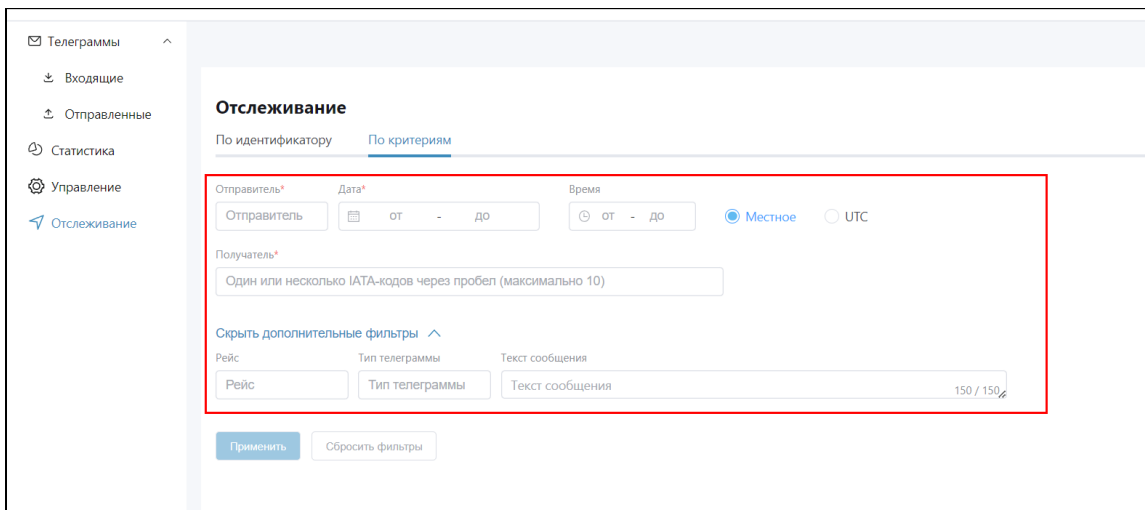 Телеграммы
Входящие
Отправленные
Статистика
Управление
Отслеживание
Отслеживание
По идентификатору По критериям
Отправитель* Дата* Время
Отправитель от - до от - до Местное UTC
Получатель*
Один или несколько IATA-кодов через пробел (максимально 10)
Скрыть дополнительные фильтры
Рейс Тип телеграммы Текст сообщения
Рейс Тип телеграммы Текст сообщения 150 / 150
Применить Сбросить фильтры